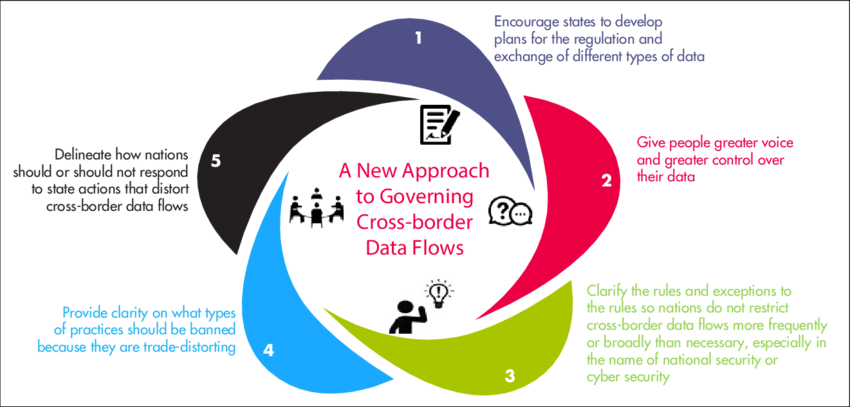 1
Encourage states to develop
plans for the regulation and
exchange of different types of data
2
Give people greater voice
and greater control over
their data
3
Clarify the rules and exceptions to
the rules so nations do not restrict
cross-border data flows more frequently
or broadly than necessary, especially in
the name of national security or
cyber security
4
Provide clarity on what types
of practices should be banned
because they are trade-distorting
5
Delineate how nations
should or should not respond
to state actions that distort
cross-border data flows
A New Approach
to Governing
Cross-border
Data Flows